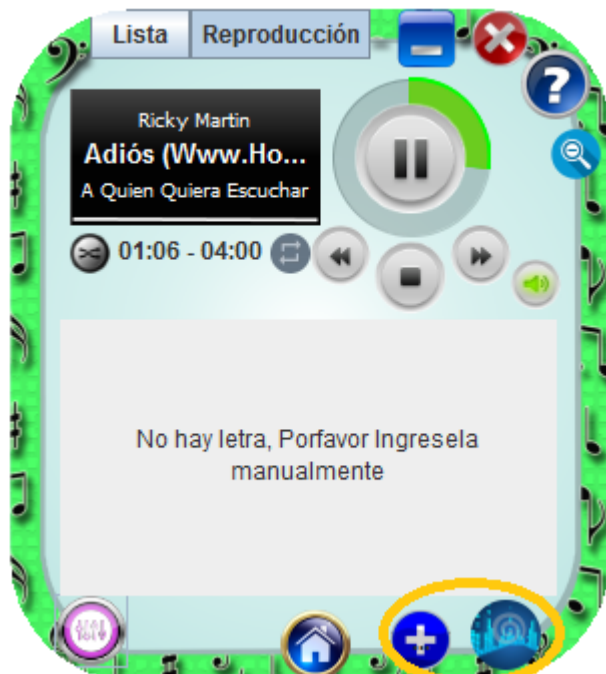 Lista Reproducción
?
Ricky Martin
Adiós (Www.Ho...
A Quien Quiera Escuchar
01:06 - 04:00
No hay letra, Porfavor Ingresela
manualmente